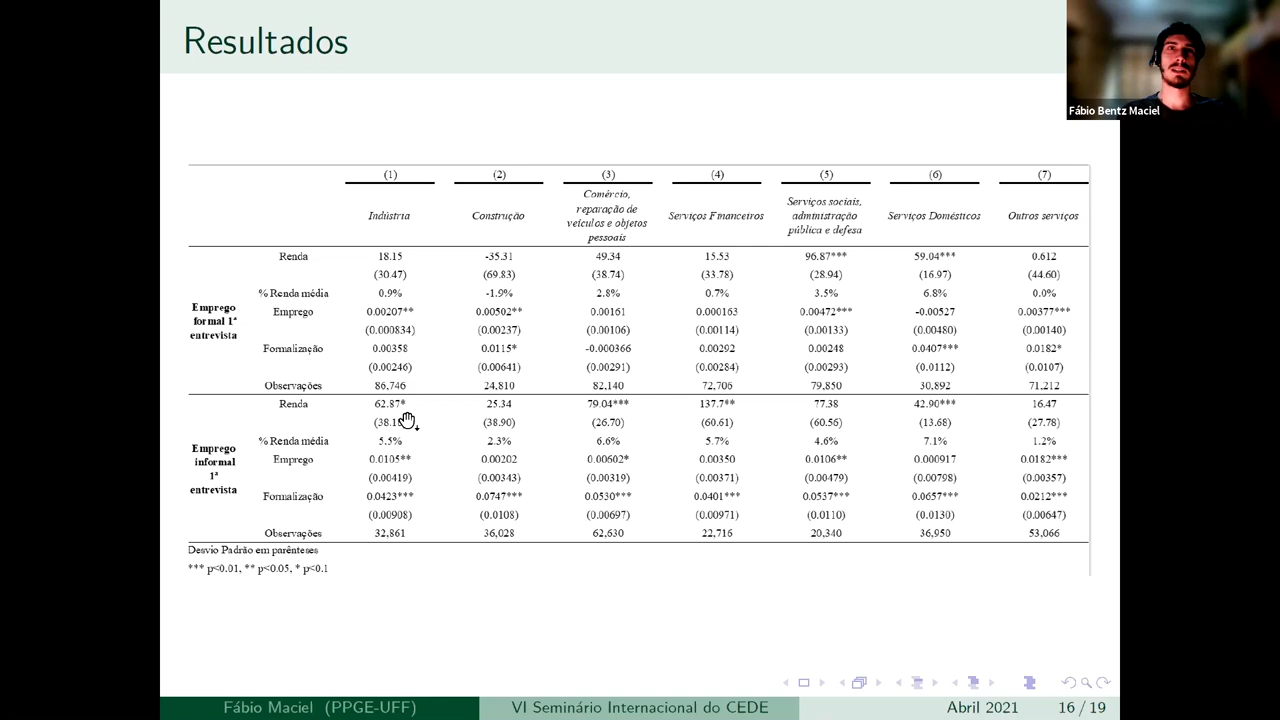 Resultados
Fábio Bentz Maciel
(1) (2) (3) (4) (5) (6) (7)
Indústria Construção Comércio, reparação de veículos e objetos pessoais Serviços Financeiros Serviços sociais, administração pública e defesa Serviços Domésticos Outros serviços
Emprego formal 1ª entrevista
Renda 18.15 -35.31 49.34 15.53 96.87*** 59.04*** 0.612
(30.47) (69.83) (38.74) (33.78) (28.94) (16.97) (44.60)
% Renda média 0.9% -1.9% 2.8% 0.7% 3.5% 6.8% 0.0%
Emprego 0.00207** 0.00502** 0.00161 0.000163 0.00472*** -0.00527 0.00377***
(0.000834) (0.00237) (0.00106) (0.00114) (0.00133) (0.00480) (0.00140)
Formalização 0.00358 0.0115* -0.000366 0.00292 0.00248 0.0407*** 0.0182*
(0.00246) (0.00641) (0.00291) (0.00284) (0.00293) (0.0112) (0.0107)
Observações 86,746 24,810 82,140 72,706 79,850 30,892 71,212
Emprego informal 1ª entrevista
Renda 62.87* 25.34 79.04*** 137.7** 77.38 42.90*** 16.47
(38.90) (26.70) (60.61) (60.56) (13.68) (27.78)
% Renda média 5.5% 2.3% 6.6% 5.7% 4.6% 7.1% 1.2%
Emprego 0.0105** 0.00202 0.00602* 0.00350 0.0106** 0.000917 0.0182***
(0.00419) (0.00343) (0.00319) (0.00371) (0.00479) (0.00798) (0.00357)
Formalização 0.0423*** 0.0747*** 0.0530*** 0.0401*** 0.0537*** 0.0657*** 0.0212***
(0.00908) (0.0108) (0.00697) (0.00971) (0.0110) (0.0130) (0.00647)
Observações 32,861 36,028 62,630 22,716 20,340 36,950 53,066
Desvio Padrão em parênteses
*** p<0.01, ** p<0.05, * p<0.1
Fábio Maciel (PPGE-UFF) VI Seminário Internacional do CEDE Abril 2021 16 / 19